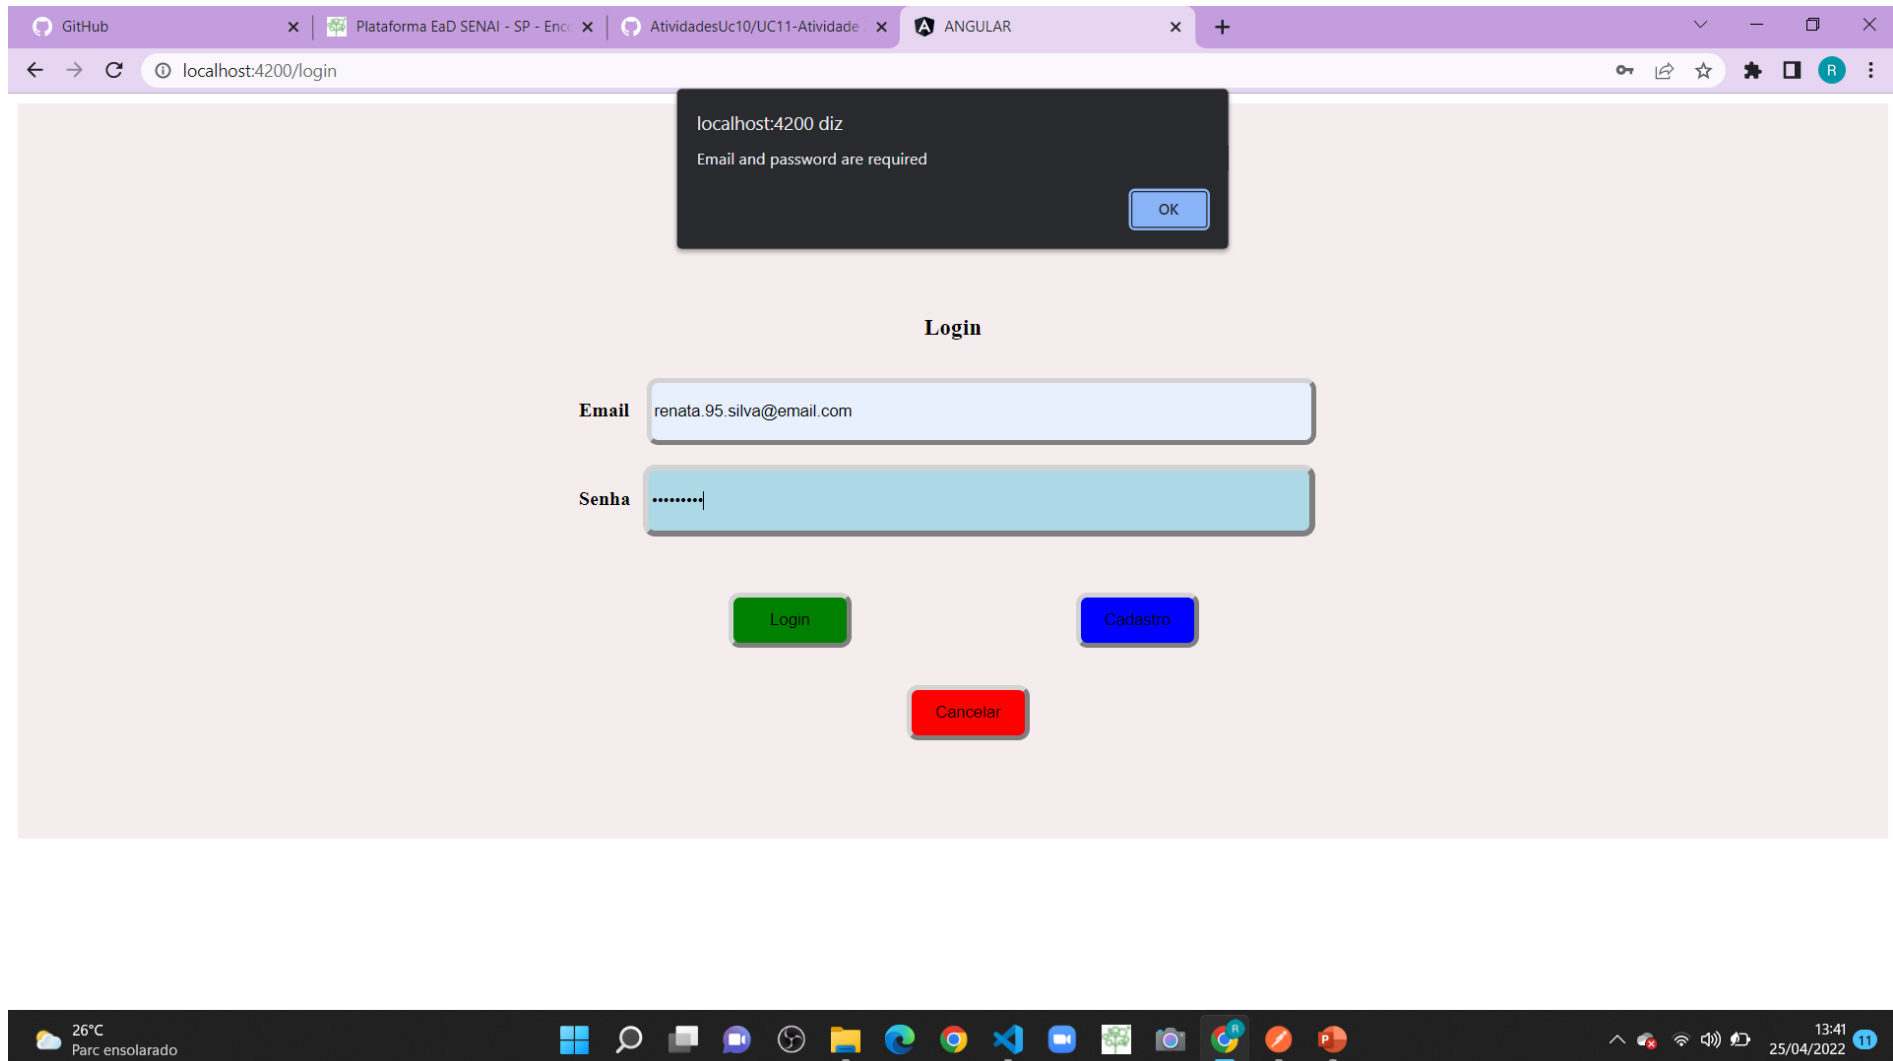 GitHub
Plataforma EaD SENAI - SP - Enc
AtividadesUc10/UC11-Atividade
ANGULAR
localhost:4200/login
R
localhost:4200 diz
Email and password are required
OK
Login
Email renata.95.silva@email.com
Senha •••••••••
Login
Cadastro
Cancelar
26°C
Parc ensolarado
R
13:41
25/04/2022
11